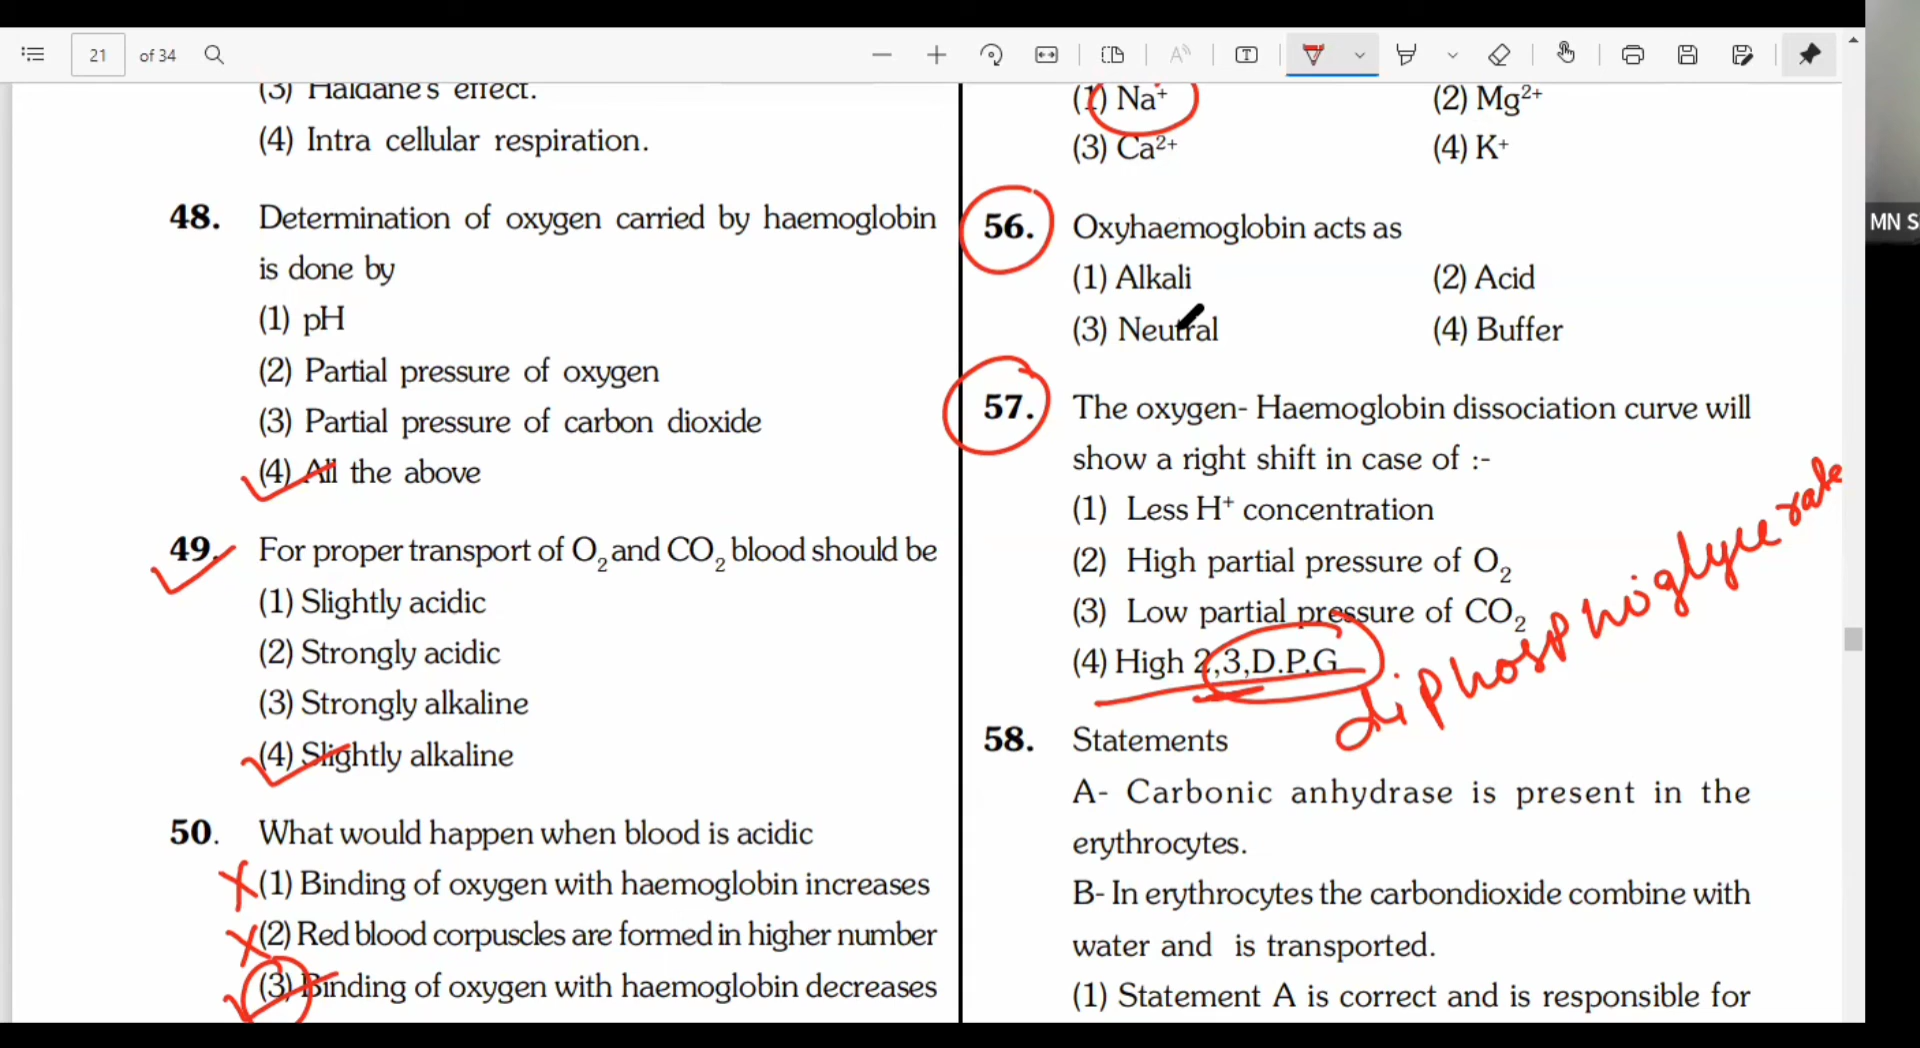 21 of 34
(3) Haldane's effect.
(4) Intra cellular respiration.
48. Determination of oxygen carried by haemoglobin
is done by
(1) pH
(2) Partial pressure of oxygen
(3) Partial pressure of carbon dioxide
(4) All the above
49. For proper transport of O₂ and CO₂ blood should be
(1) Slightly acidic
(2) Strongly acidic
(3) Strongly alkaline
(4) Slightly alkaline
50. What would happen when blood is acidic
(1) Binding of oxygen with haemoglobin increases
(2) Red blood corpuscles are formed in higher number
(3) Binding of oxygen with haemoglobin decreases
(1) Na⁺ (2) Mg²⁺
(3) Ca²⁺ (4) K⁺
56. Oxyhaemoglobin acts as
(1) Alkali (2) Acid
(3) Neutral (4) Buffer
57. The oxygen- Haemoglobin dissociation curve will
show a right shift in case of :-
(1) Less H⁺ concentration
(2) High partial pressure of O₂
(3) Low partial pressure of CO₂
(4) High 2,3,D.P.G
diphosphoglycerate
58. Statements
A- Carbonic anhydrase is present in the
erythrocytes.
B- In erythrocytes the carbondioxide combine with
water and is transported.
(1) Statement A is correct and is responsible for
MN S